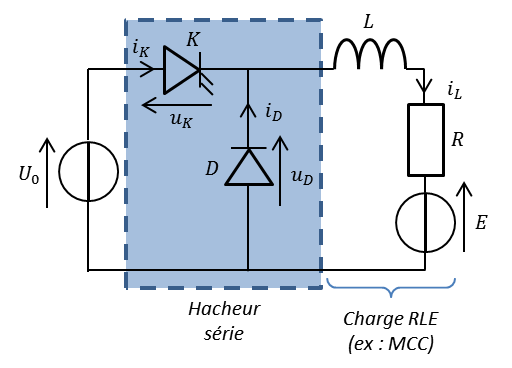 L
i_K
K
i_L
u_K
i_D
R
U_0
D
u_D
E
Hacheur
série
Charge RLE
(ex : MCC)